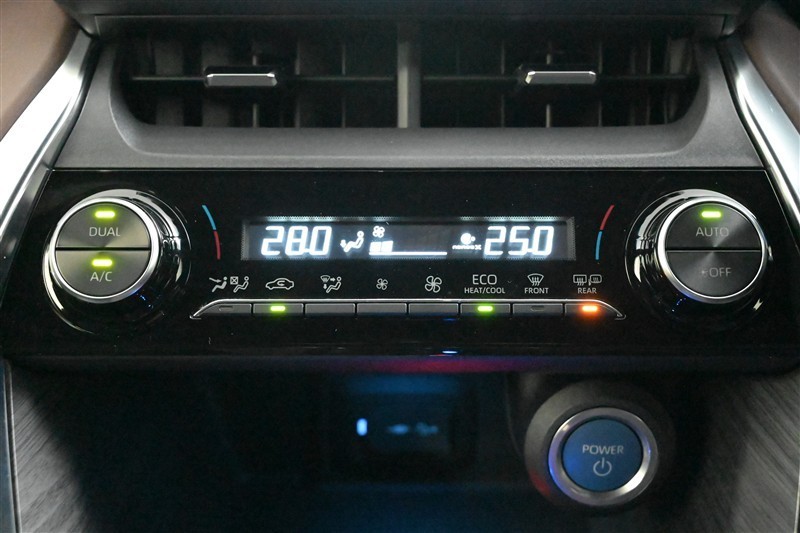 DUAL
A/C
28.0
25.0
AUTO
OFF
ECO
HEAT/COOL
FRONT
REAR
POWER